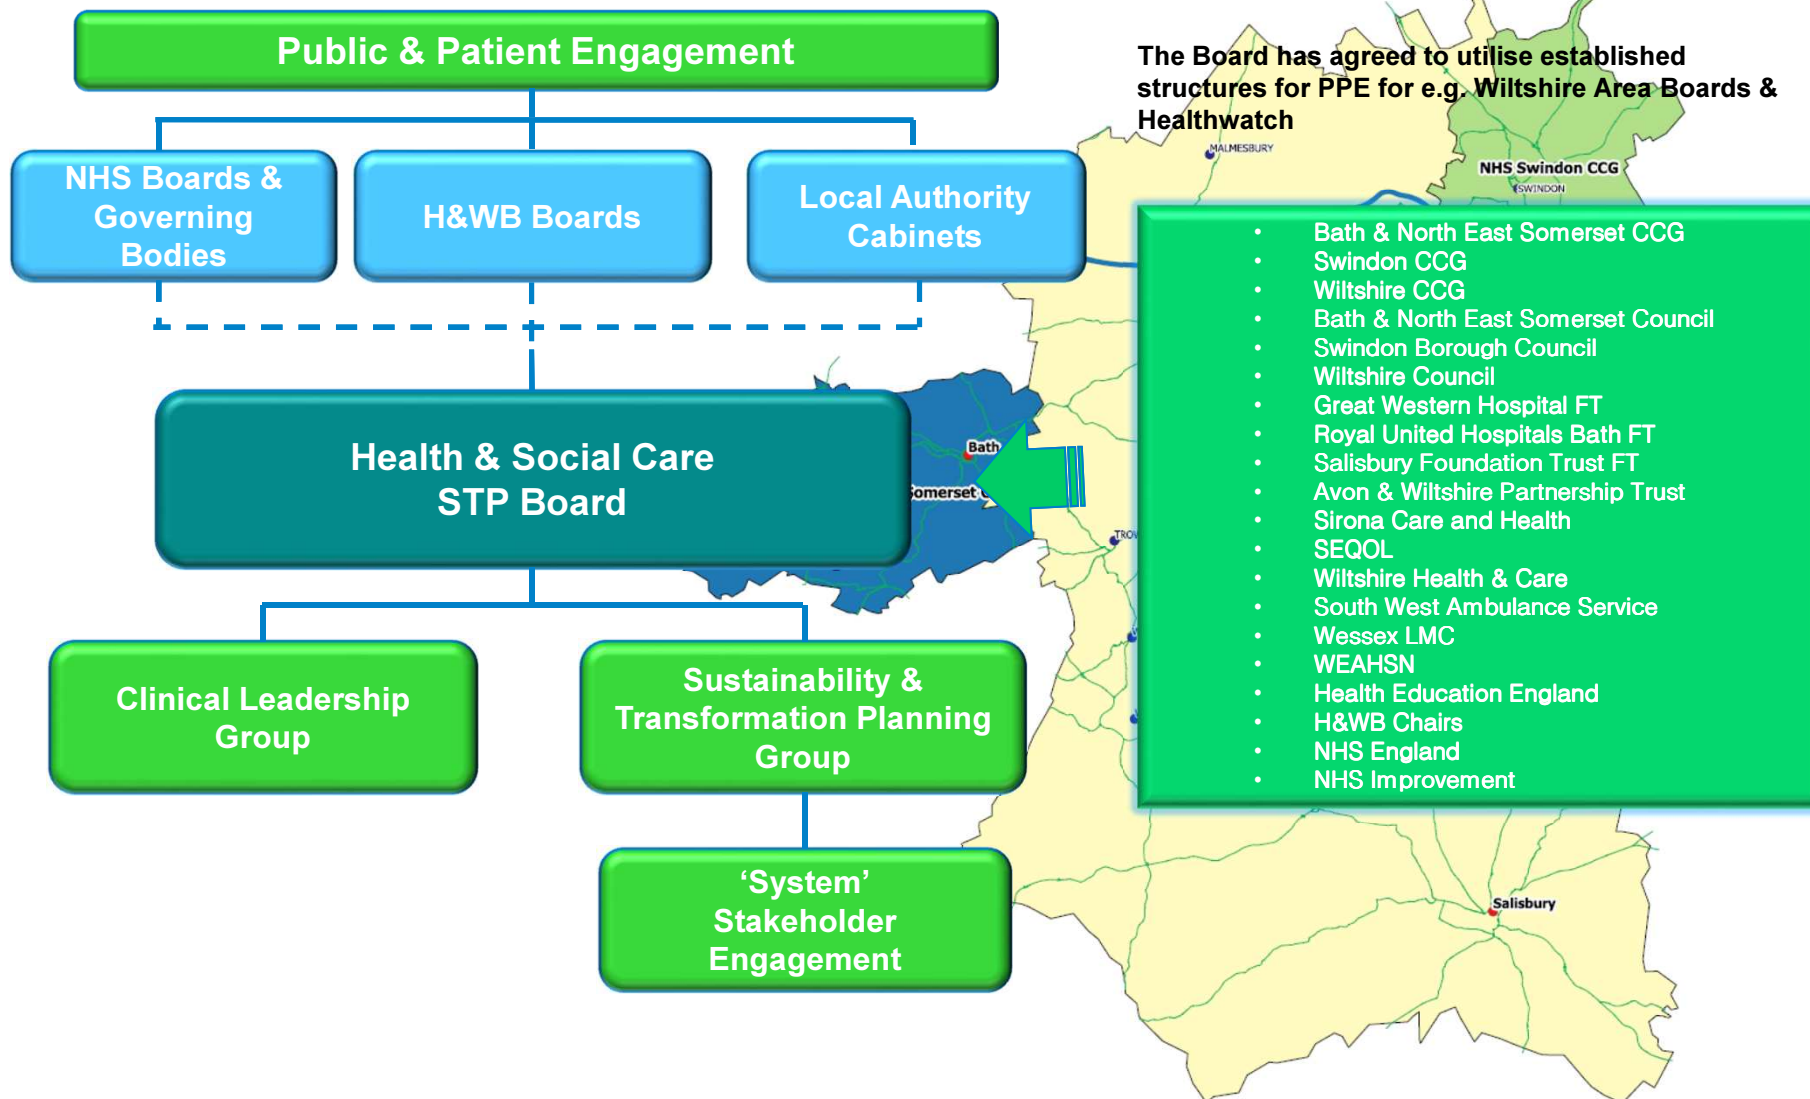 Public & Patient Engagement
The Board has agreed to utilise established
structures for PPE for e.g. Wiltshire Area Boards &
Healthwatch
NHS Boards &
Governing
Bodies
H&WB Boards
Local Authority
Cabinets
MALMESBURY
NHS Swindon CCG
SWINDON
Health & Social Care
STP Board
Bath
Somerset
• Bath & North East Somerset CCG
• Swindon CCG
• Wiltshire CCG
• Bath & North East Somerset Council
• Swindon Borough Council
• Wiltshire Council
• Great Western Hospital FT
• Royal United Hospitals Bath FT
• Salisbury Foundation Trust FT
• Avon & Wiltshire Partnership Trust
• Sirona Care and Health
• SEQOL
• Wiltshire Health & Care
• South West Ambulance Service
• Wessex LMC
• WEAHSN
• Health Education England
• H&WB Chairs
• NHS England
• NHS Improvement
Clinical Leadership
Group
Sustainability &
Transformation Planning
Group
‘System’
Stakeholder
Engagement
Salisbury